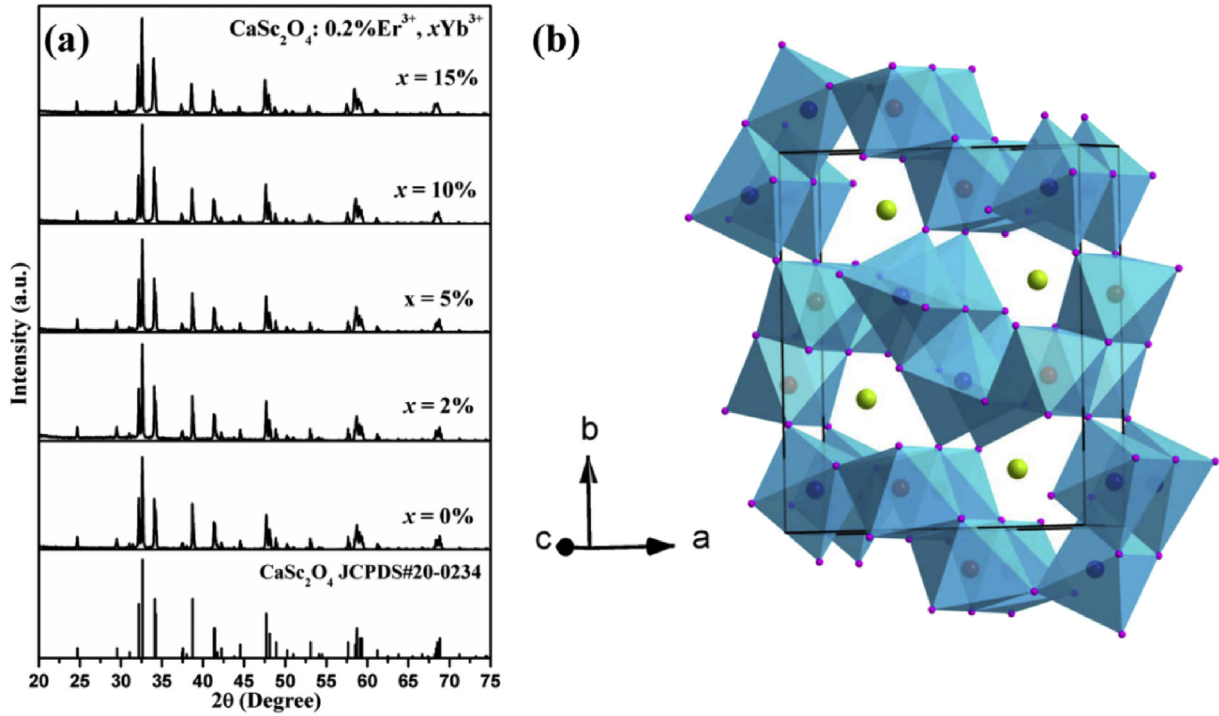 (a)
CaSc₂O₄: 0.2%Er³⁺, xYb³⁺
x = 15%
x = 10%
x = 5%
x = 2%
x = 0%
CaSc₂O₄ JCPDS#20-0234
Intensity (a.u.)
20 25 30 35 40 45 50 55 60 65 70 75
2θ (Degree)
(b)
b
c
a